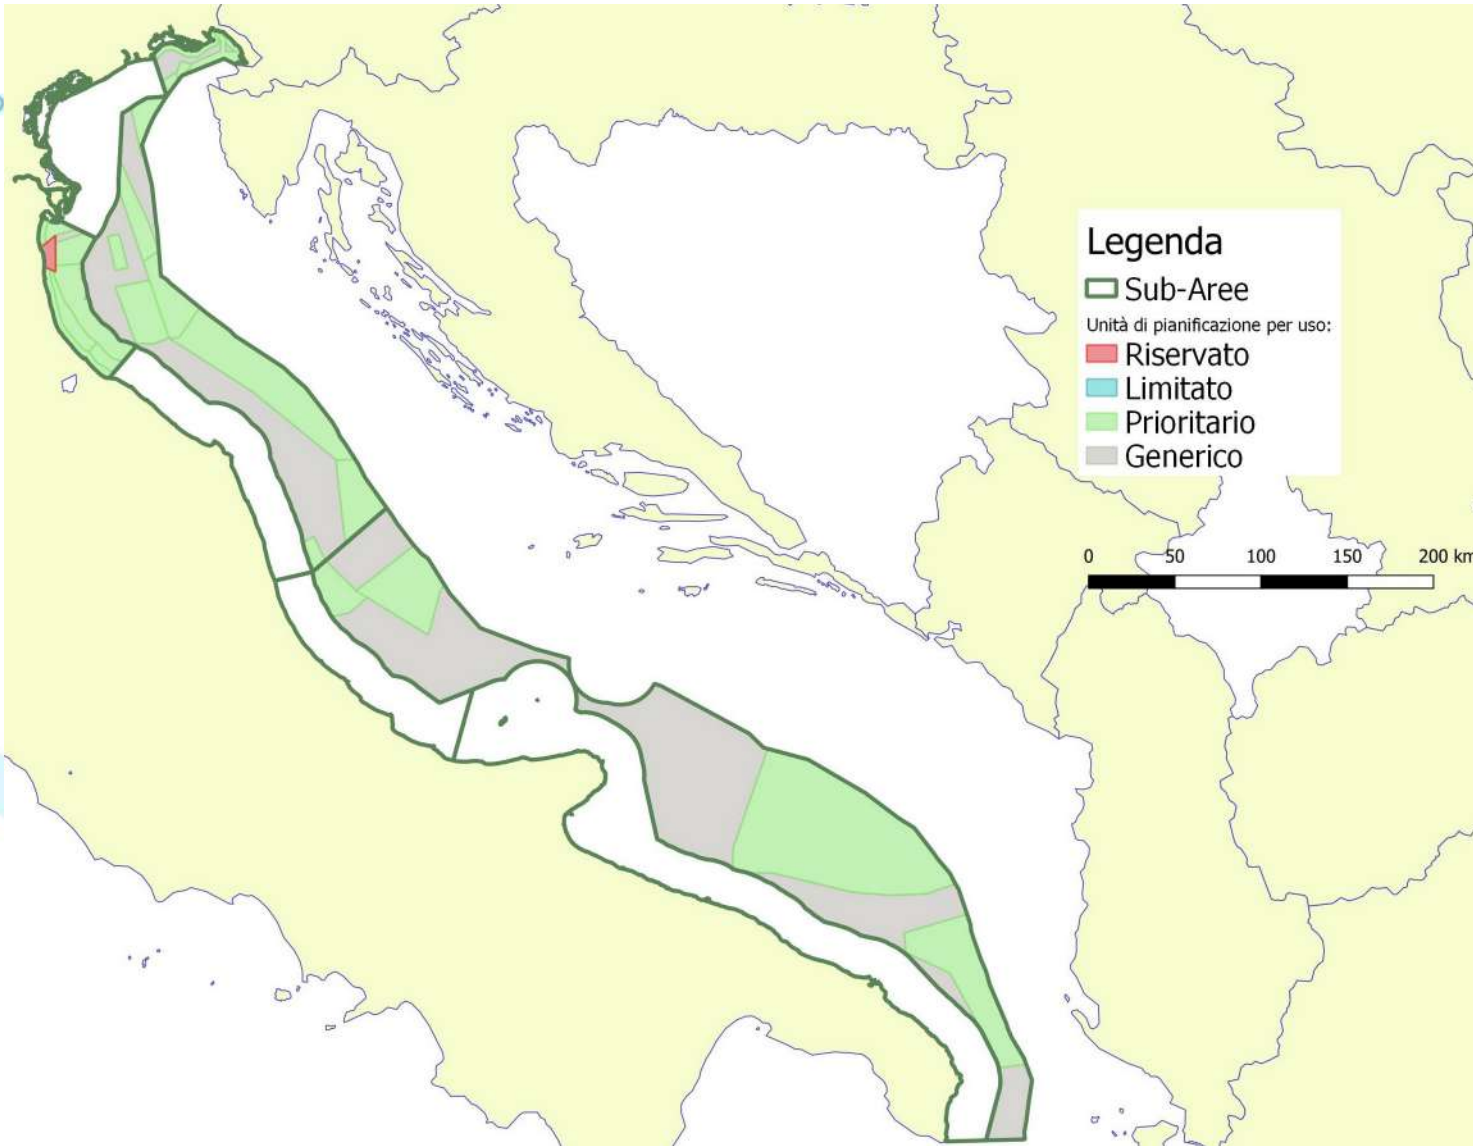 Legenda
Sub-Aree
Unità di pianificazione per uso:
Riservato
Limitato
Prioritario
Generico
0 50 100 150 200 km